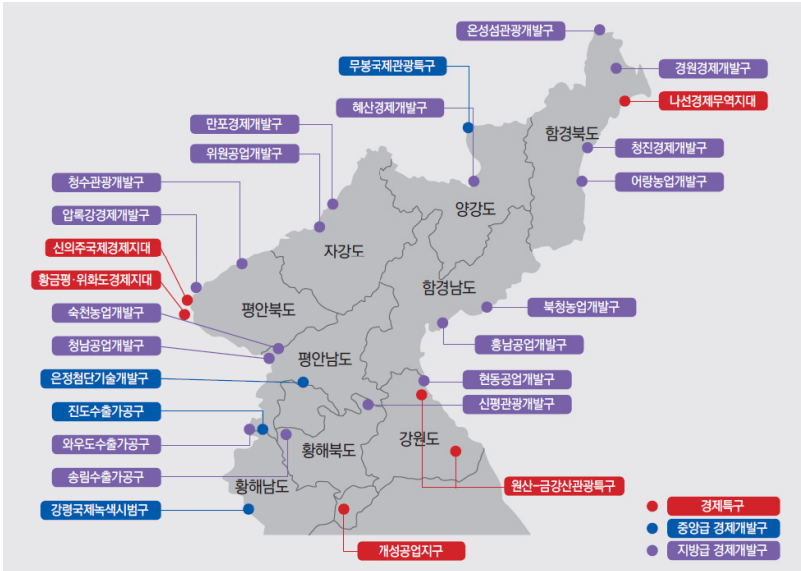 온성섬관광개발구
무봉국제관광특구
경원경제개발구
나선경제무역지대
혜산경제개발구
만포경제개발구
함경북도
청진경제개발구
위원공업개발구
어랑농업개발구
청수관광개발구
양강도
압록강경제개발구
신의주국제경제지대
자강도
황금평·위화도경제지대
함경남도
숙천농업개발구
평안북도
북청농업개발구
청남공업개발구
흥남공업개발구
평안남도
은정첨단기술개발구
현동공업개발구
진도수출가공구
신평관광개발구
와우도수출가공구
강원도
황해북도
송림수출가공구
황해남도
원산-금강산관광특구
강령국제녹색시범구
경제특구
중앙급 경제개발구
개성공업지구
지방급 경제개발구